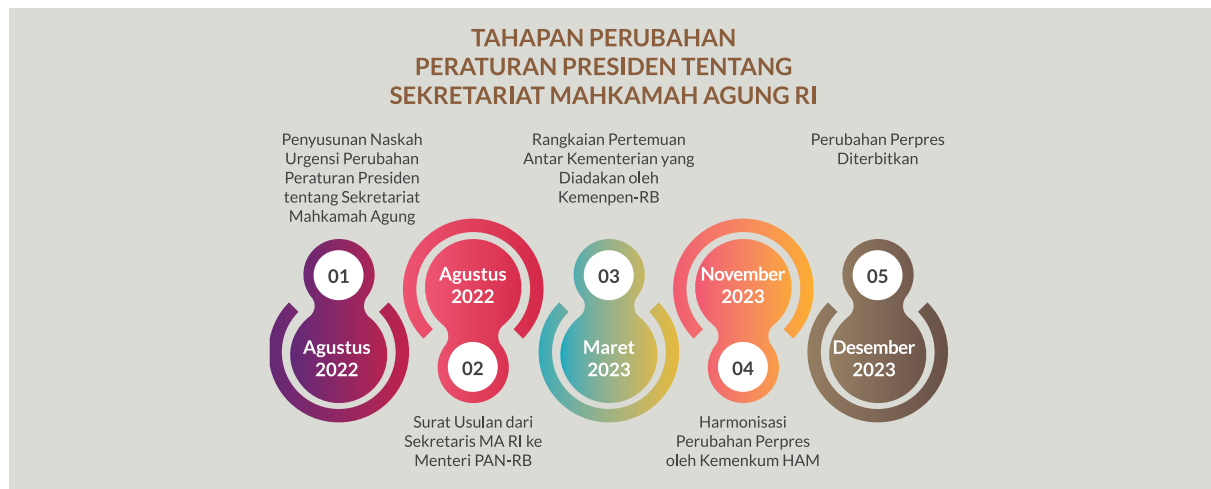 TAHAPAN PERUBAHAN
PERATURAN PRESIDEN TENTANG
SEKRETARIAT MAHKAMAH AGUNG RI
Penyusunan Naskah
Urgensi Perubahan
Peraturan Presiden
tentang Sekretariat
Mahkamah Agung
01
Agustus
2022
Agustus
2022
02
Surat Usulan dari
Sekretaris MA RI ke
Menteri PAN-RB
Rangkaian Pertemuan
Antar Kementerian yang
Diadakan oleh
Kemenpen-RB
03
Maret
2023
November
2023
04
Harmonisasi
Perubahan Perpres
oleh Kemenkum HAM
Perubahan Perpres
Diterbitkan
05
Desember
2023